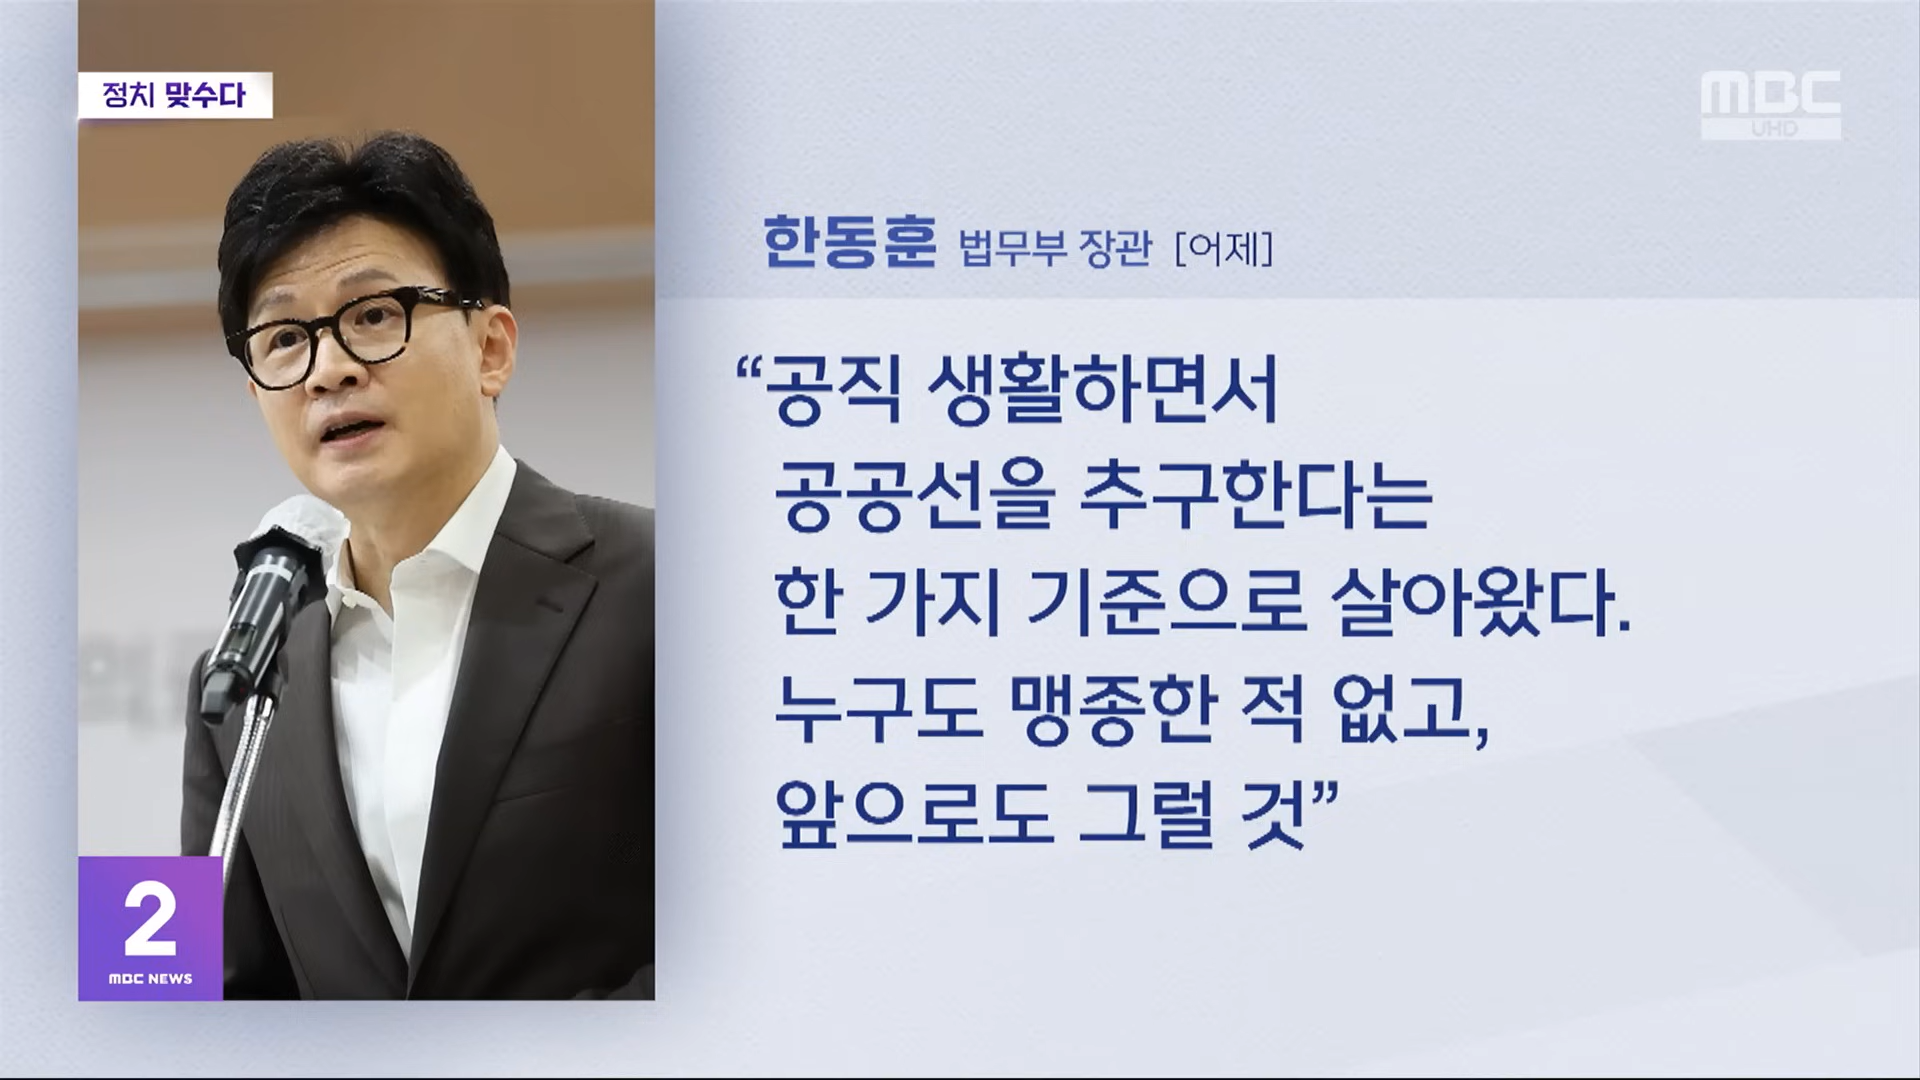 정치 맞수다
MBC
UHD
한동훈 법무부 장관 [어제]
“공직 생활하면서
공공선을 추구한다는
한 가지 기준으로 살아왔다.
누구도 맹종한 적 없고,
앞으로도 그럴 것”
2
MBC NEWS